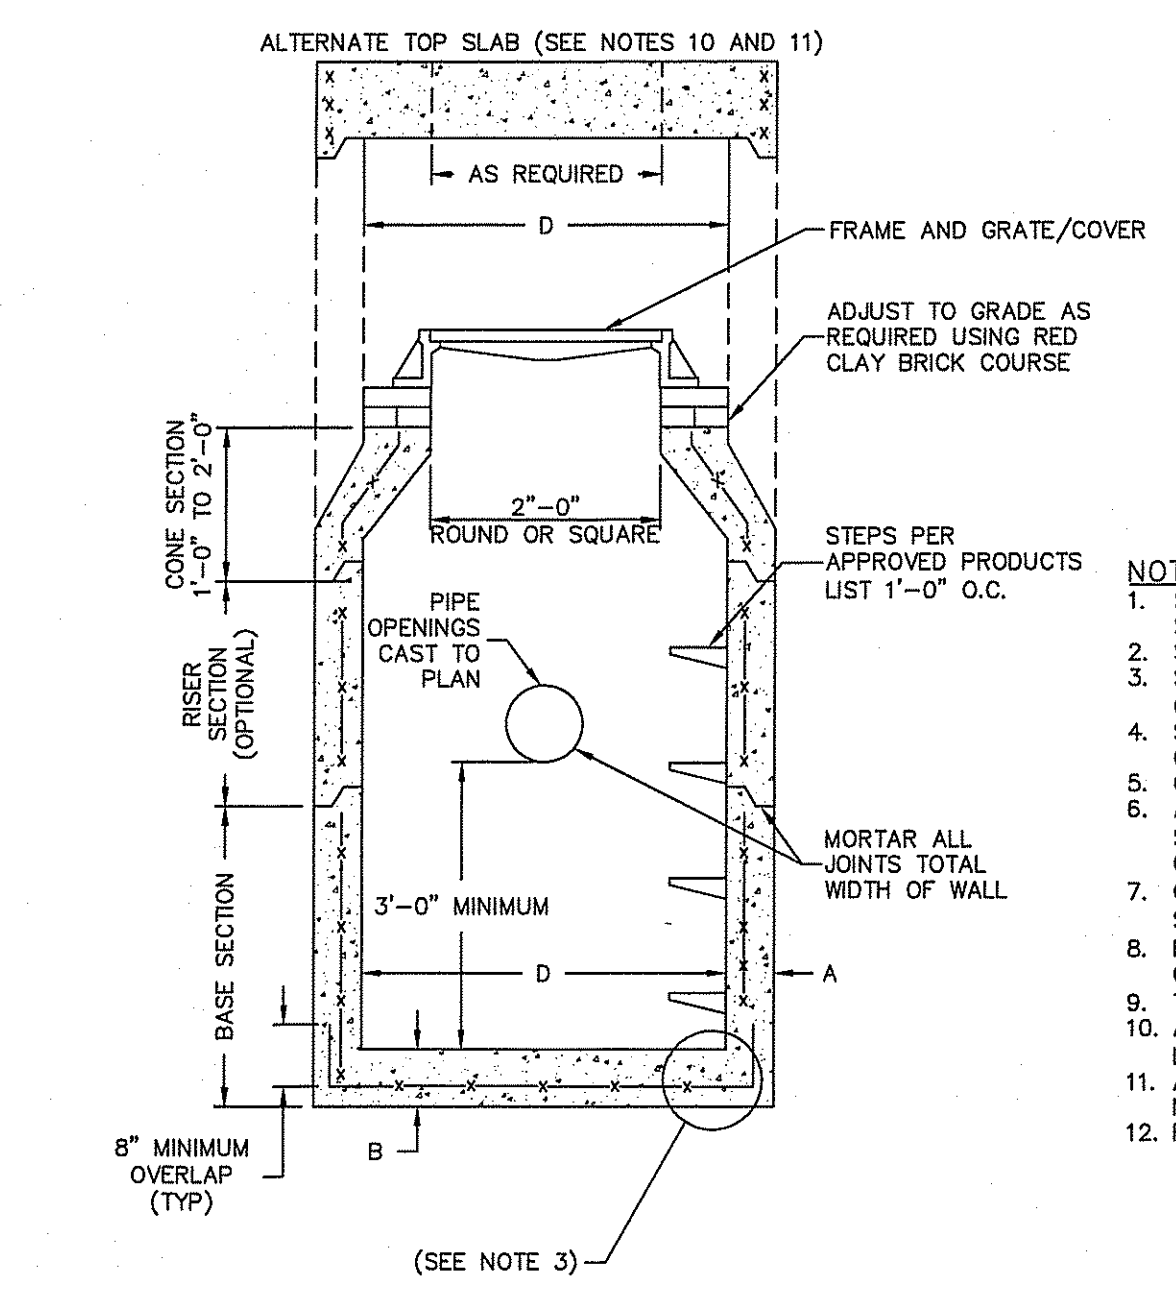 ALTERNATE TOP SLAB (SEE NOTES 10 AND 11)
AS REQUIRED
D
FRAME AND GRATE/COVER
ADJUST TO GRADE AS
REQUIRED USING RED
CLAY BRICK COURSE
CONE SECTION
1'-0" TO 2'-0"
2"-0"
ROUND OR SQUARE
STEPS PER
APPROVED PRODUCTS
LIST 1'-0" O.C.
PIPE
OPENINGS
CAST TO
PLAN
RISER
SECTION
(OPTIONAL)
MORTAR ALL
JOINTS TOTAL
WIDTH OF WALL
3'-0" MINIMUM
BASE SECTION
D
A
B
8" MINIMUM
OVERLAP
(TYP)
(SEE NOTE 3)
1.
2.
3.
4.
5.
6.
7.
8.
9.
10.
11.
12.